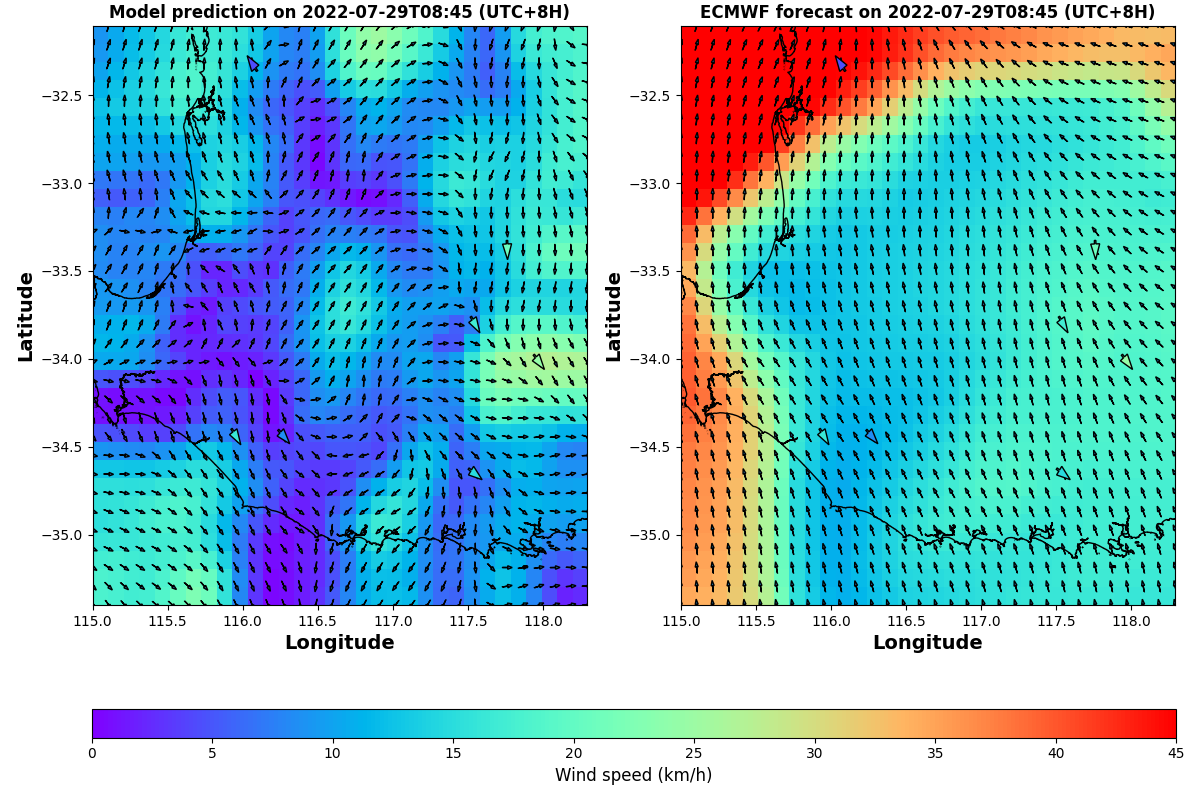 Model prediction on 2022-07-29T08:45 (UTC+8H)
ECMWF forecast on 2022-07-29T08:45 (UTC+8H)
Latitude
−32.5
−33.0
−33.5
−34.0
−34.5
−35.0
115.0 115.5 116.0 116.5 117.0 117.5 118.0
Longitude
Latitude
−32.5
−33.0
−33.5
−34.0
−34.5
−35.0
115.0 115.5 116.0 116.5 117.0 117.5 118.0
Longitude
0 5 10 15 20 25 30 35 40 45
Wind speed (km/h)